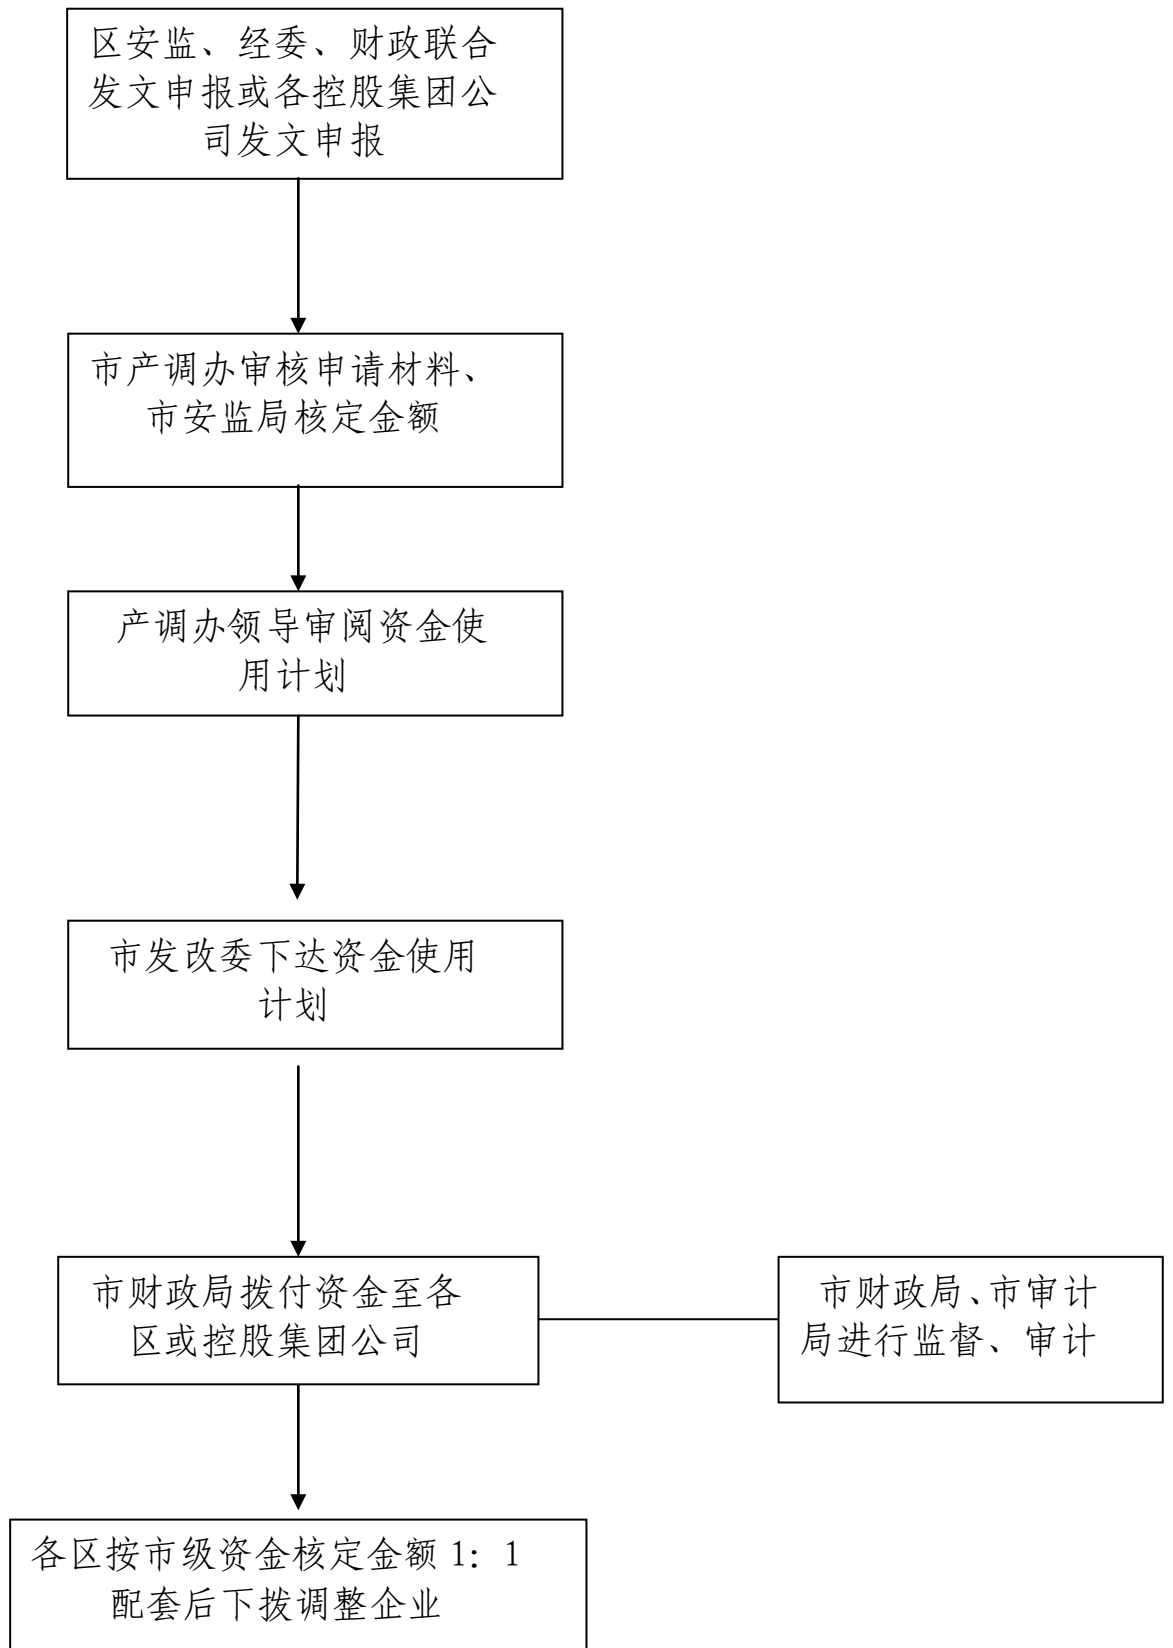 区安监、经委、财政联合
发文申报或各控股集团公
司发文申报
市产调办审核申请材料、
市安监局核定金额
产调办领导审阅资金使
用计划
市发改委下达资金使用
计划
市财政局拨付资金至各
区或控股集团公司
市财政局、市审计
局进行监督、审计
各区按市级资金核定金额 1: 1
配套后下拨调整企业